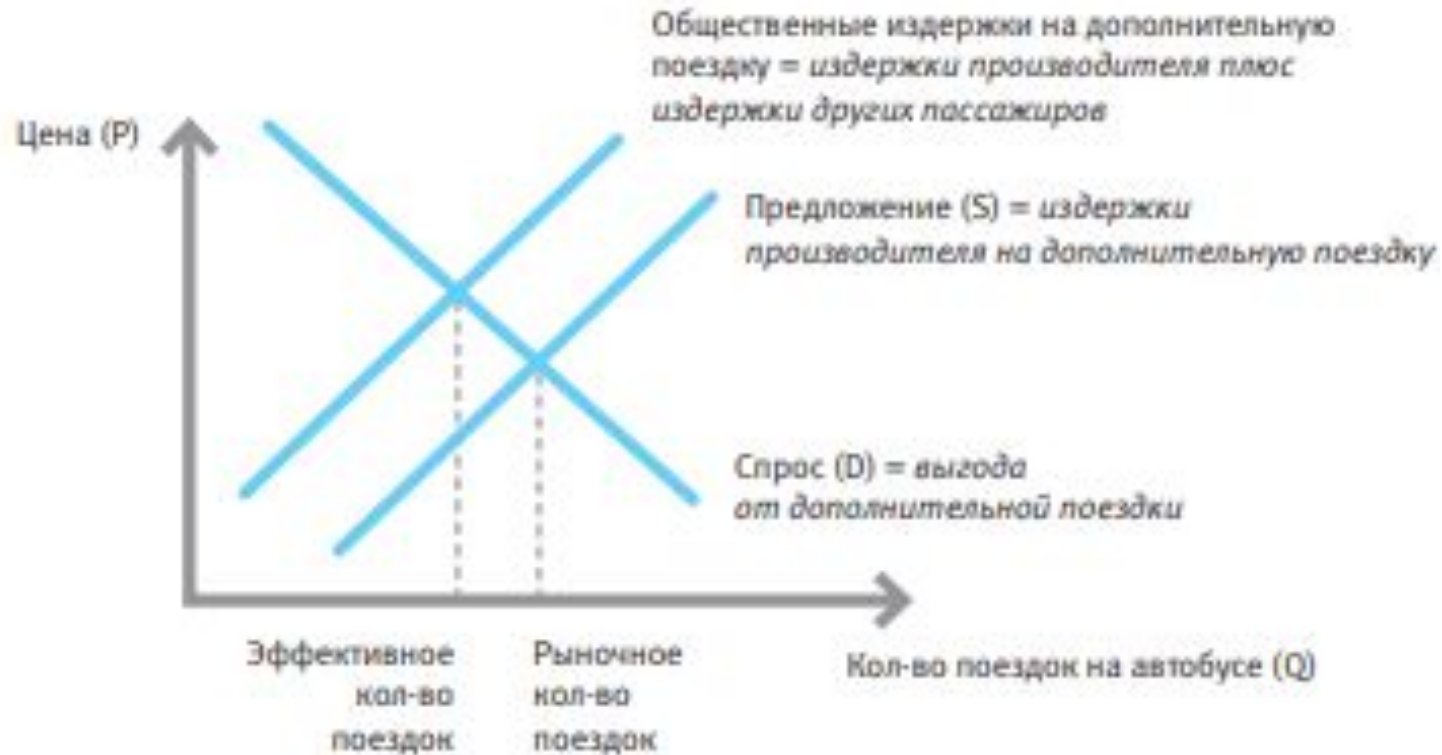 Общественные издержки на дополнительную
поездку = издержки производителя плюс
издержки других пассажиров
Цена (P)
Предложение (S) = издержки
производителя на дополнительную поездку
Спрос (D) = выгода
от дополнительной поездки
Эффективное
кол-во
поездок
Рыночное
кол-во
поездок
Кол-во поездок на автобусе (Q)